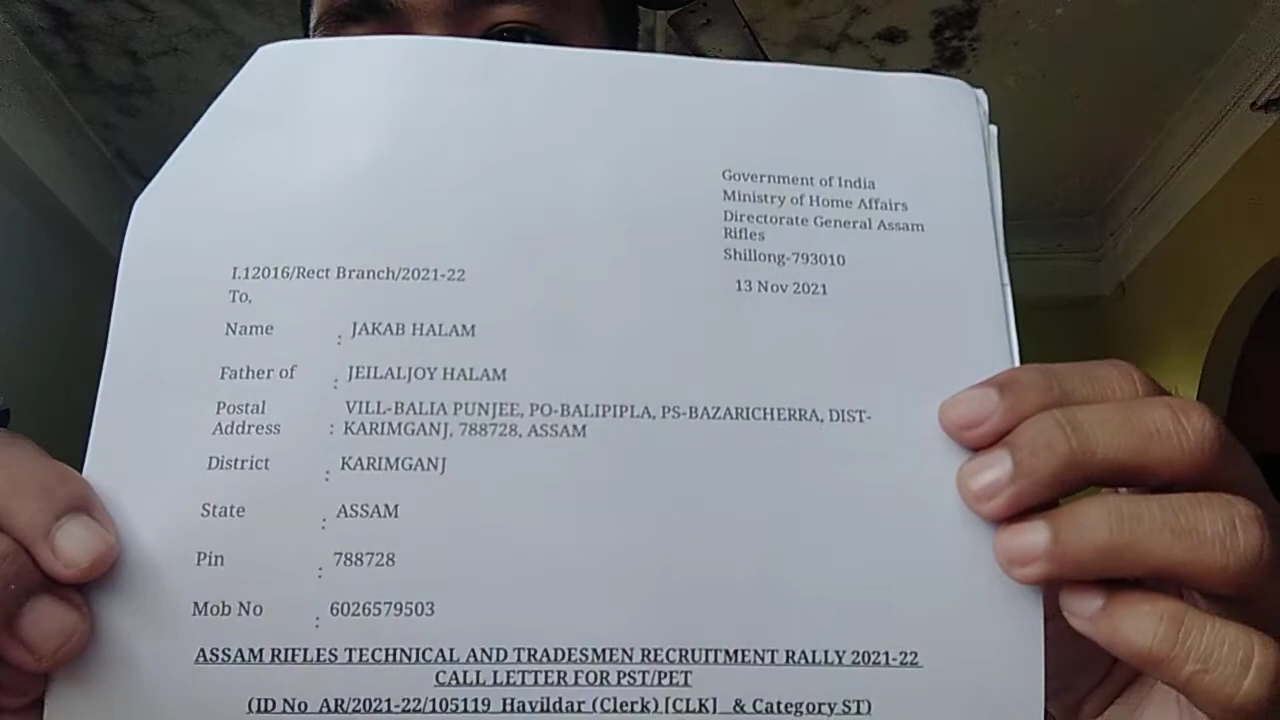 Government of India
Ministry of Home Affairs
Directorate General Assam
Rifles
Shillong-793010
13 Nov 2021
I.12016/Rect Branch/2021-22
To,
Name : JAKAB HALAM
Father of : JEILALJOY HALAM
Postal VILL-BALIA PUNJEE, PO-BALIPIPLA, PS-BAZARICHERRA, DIST-
Address : KARIMGANJ, 788728, ASSAM
District : KARIMGANJ
State : ASSAM
Pin : 788728
Mob No : 6026579503
ASSAM RIFLES TECHNICAL AND TRADESMEN RECRUITMENT RALLY 2021-22
CALL LETTER FOR PST/PET
(ID No AR/2021-22/105119 Havildar (Clerk) [CLK] & Category ST)